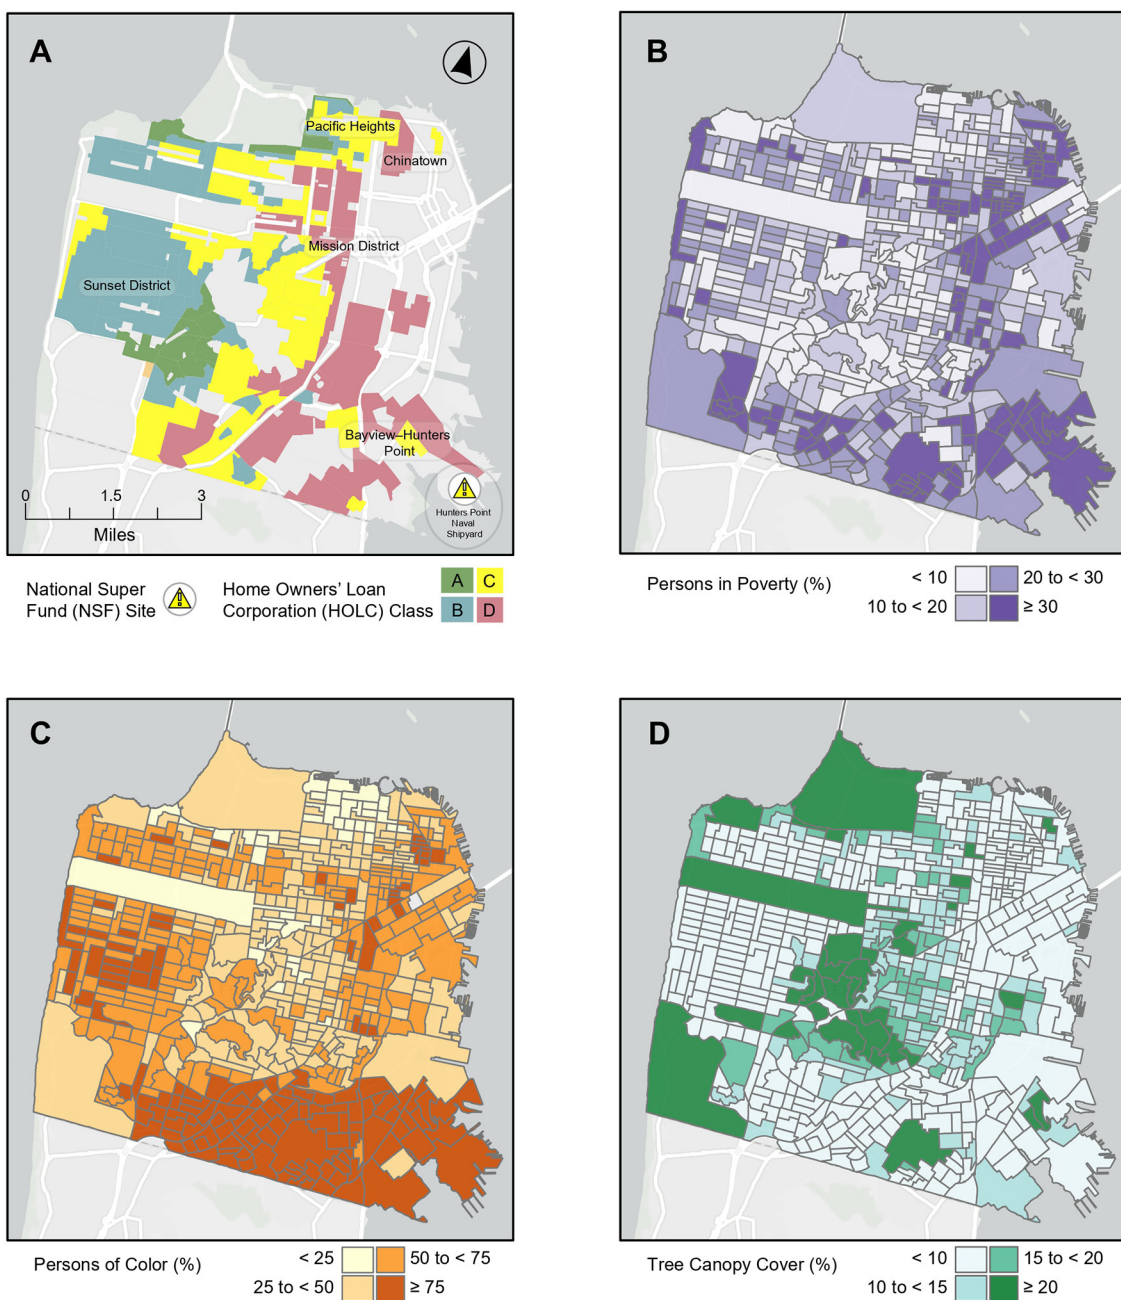 A
Pacific Heights
Chinatown
Mission District
Sunset District
Bayview–Hunters
Point
Hunters Point
Naval
Shipyard
0 1.5 3
Miles
National Super
Fund (NSF) Site
Home Owners’ Loan
Corporation (HOLC) Class
A C
B D
B
Persons in Poverty (%)
< 10 20 to < 30
10 to < 20 ≥ 30
C
Persons of Color (%)
< 25 50 to < 75
25 to < 50 ≥ 75
D
Tree Canopy Cover (%)
< 10 15 to < 20
10 to < 15 ≥ 20